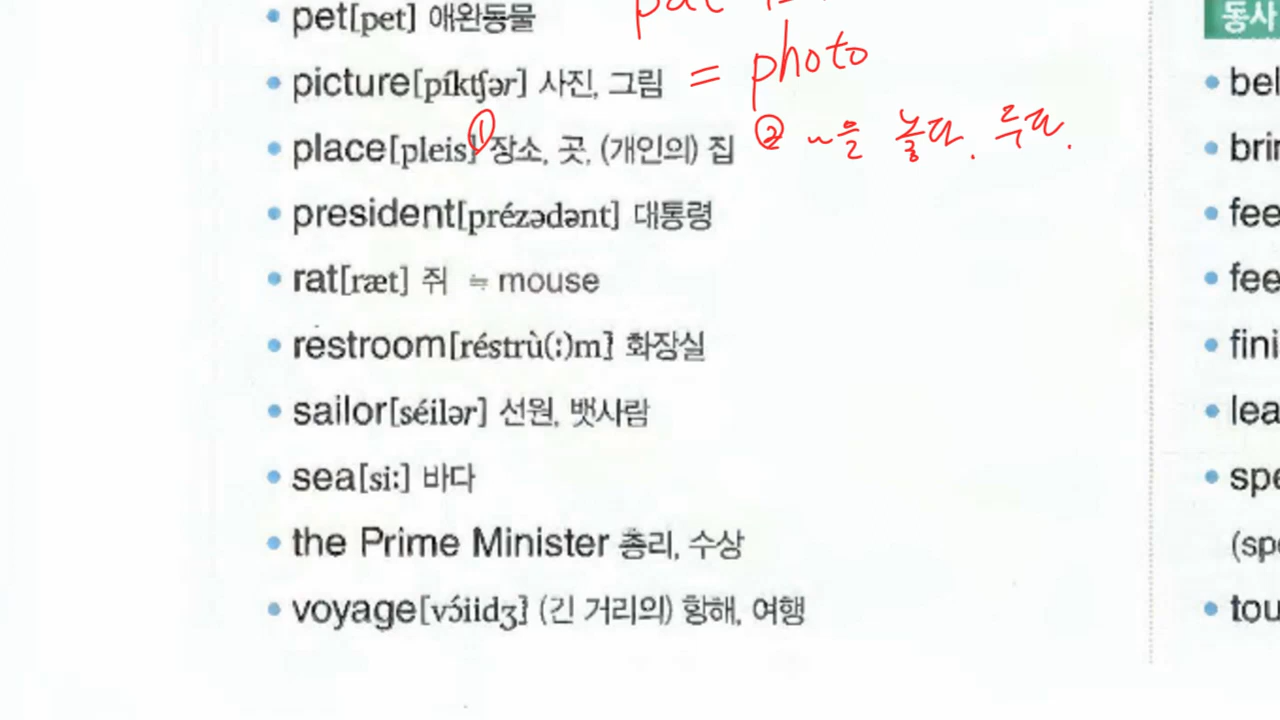 pet[pet] 애완동물
picture[píktʃər] 사진, 그림 = photo
place[pleis] ① 장소, 곳, (개인의) 집 ② ~을 놓다. 두다.
president[prézədənt] 대통령
rat[ræt] 쥐 ≒ mouse
restroom[réstrù(:)m] 화장실
sailor[séilər] 선원, 뱃사람
sea[si:] 바다
the Prime Minister 총리, 수상
voyage[vɔ́iidʒ] (긴 거리의) 항해, 여행
동사
bel
brin
fee
fee
fini
lea
spe
(spo
tou